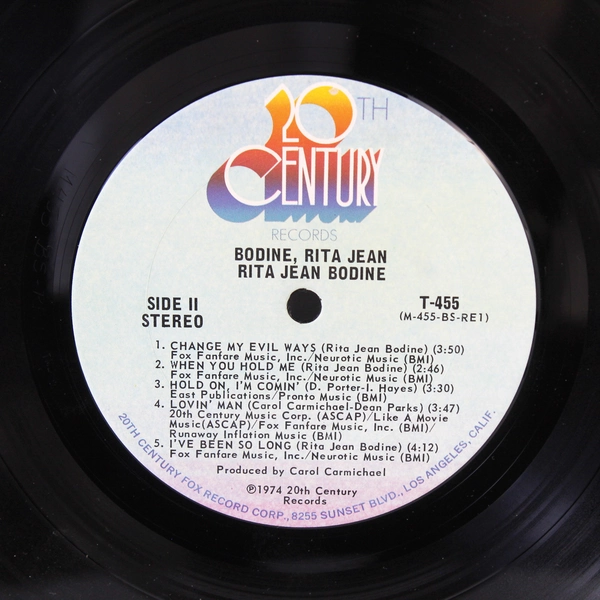 20TH
CENTURY
RECORDS
BODINE, RITA JEAN
RITA JEAN BODINE
SIDE II
STEREO
T-455
(M-455-BS-RE1)
1. CHANGE MY EVIL WAYS (Rita Jean Bodine) (3:50)
Fox Fanfare Music, Inc./Neurotic Music (BMI)
2. WHEN YOU HOLD ME (Rita Jean Bodine) (2:46)
Fox Fanfare Music, Inc./Neurotic Music (BMI)
3. HOLD ON, I'M COMIN' (D. Porter-I. Hayes) (3:30)
East Publications/Pronto Music (BMI)
4. LOVIN' MAN (Carol Carmichael-Dean Parks) (3:47)
20th Century Music Corp. (ASCAP)/Like A Movie
Music(ASCAP)/Fox Fanfare Music, Inc. (BMI)/
Runaway Inflation Music (BMI)
5. I'VE BEEN SO LONG (Rita Jean Bodine) (4:12)
Fox Fanfare Music, Inc./Neurotic Music (BMI)
Produced by Carol Carmichael
℗1974 20th Century
Records
20TH CENTURY FOX RECORD CORP., 8255 SUNSET BLVD., LOS ANGELES, CALIF.